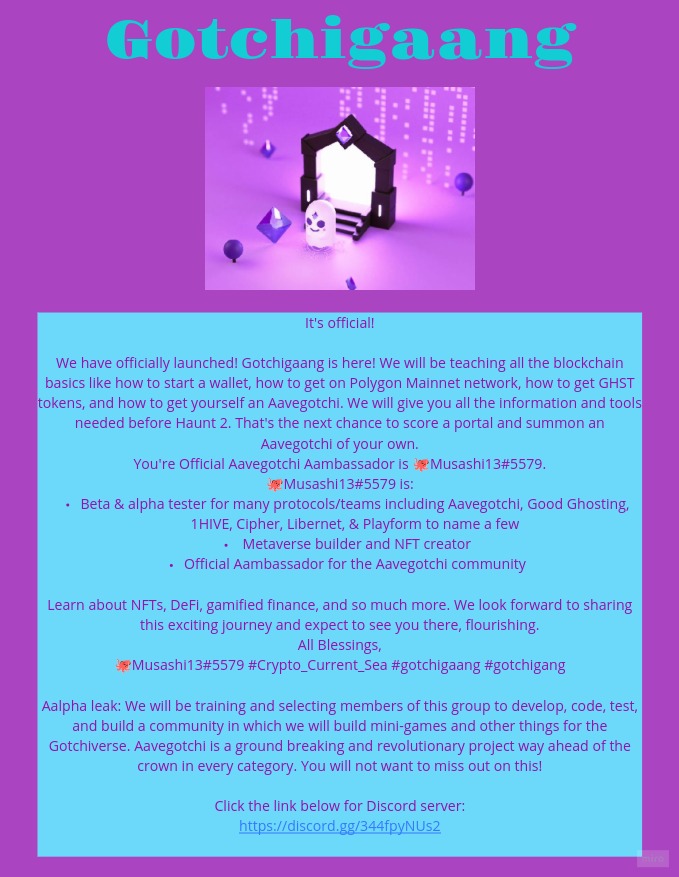 Gotchigaang
It's official!
We have officially launched! Gotchigaang is here! We will be teaching all the blockchain
basics like how to start a wallet, how to get on Polygon Mainnet network, how to get GHST
tokens, and how to get yourself an Aavegotchi. We will give you all the information and tools
needed before Haunt 2. That's the next chance to score a portal and summon an
Aavegotchi of your own.
You're Official Aavegotchi Aambassador is 🐙Musashi13#5579.
🐙Musashi13#5579 is:
• Beta & alpha tester for many protocols/teams including Aavegotchi, Good Ghosting,
1HIVE, Cipher, Libernet, & Playform to name a few
• Metaverse builder and NFT creator
• Official Aambassador for the Aavegotchi community
Learn about NFTs, DeFi, gamified finance, and so much more. We look forward to sharing
this exciting journey and expect to see you there, flourishing.
All Blessings,
🐙Musashi13#5579 #Crypto_Current_Sea #gotchigaang #gotchigang
Aalpha leak: We will be training and selecting members of this group to develop, code, test,
and build a community in which we will build mini-games and other things for the
Gotchiverse. Aavegotchi is a ground breaking and revolutionary project way ahead of the
crown in every category. You will not want to miss out on this!
Click the link below for Discord server:
https://discord.gg/344fpyNUs2